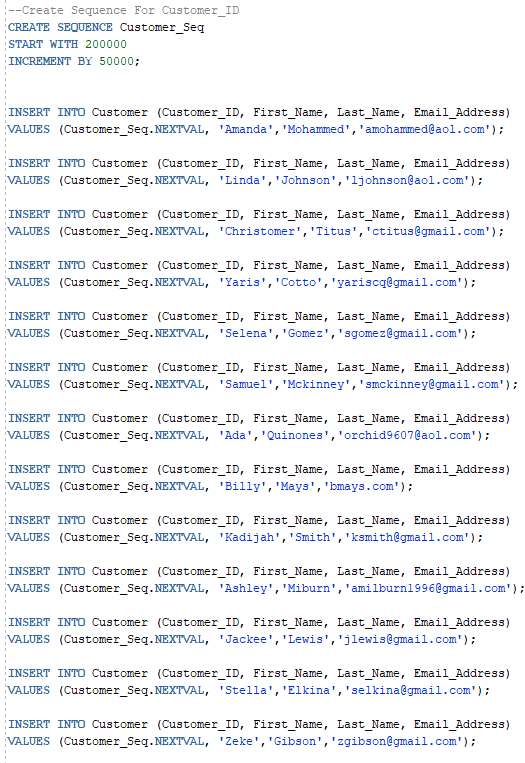 --Create Sequence For Customer_ID
CREATE SEQUENCE Customer_Seq
START WITH 200000
INCREMENT BY 50000;
INSERT INTO Customer (Customer_ID, First_Name, Last_Name, Email_Address)
VALUES (Customer_Seq.NEXTVAL, 'Amanda','Mohammed','amohammed@aol.com');
INSERT INTO Customer (Customer_ID, First_Name, Last_Name, Email_Address)
VALUES (Customer_Seq.NEXTVAL, 'Linda','Johnson','ljohnson@aol.com');
INSERT INTO Customer (Customer_ID, First_Name, Last_Name, Email_Address)
VALUES (Customer_Seq.NEXTVAL, 'Christomer','Titus','ctitus@gmail.com');
INSERT INTO Customer (Customer_ID, First_Name, Last_Name, Email_Address)
VALUES (Customer_Seq.NEXTVAL, 'Yaris','Cotto','yariscq@gmail.com');
INSERT INTO Customer (Customer_ID, First_Name, Last_Name, Email_Address)
VALUES (Customer_Seq.NEXTVAL, 'Selena','Gomez','sgomez@gmail.com');
INSERT INTO Customer (Customer_ID, First_Name, Last_Name, Email_Address)
VALUES (Customer_Seq.NEXTVAL, 'Samuel','Mckinney','smckinney@gmail.com');
INSERT INTO Customer (Customer_ID, First_Name, Last_Name, Email_Address)
VALUES (Customer_Seq.NEXTVAL, 'Ada','Quinones','orchid9607@aol.com');
INSERT INTO Customer (Customer_ID, First_Name, Last_Name, Email_Address)
VALUES (Customer_Seq.NEXTVAL, 'Billy','Mays','bmays.com');
INSERT INTO Customer (Customer_ID, First_Name, Last_Name, Email_Address)
VALUES (Customer_Seq.NEXTVAL, 'Kadijah','Smith','ksmith@gmail.com');
INSERT INTO Customer (Customer_ID, First_Name, Last_Name, Email_Address)
VALUES (Customer_Seq.NEXTVAL, 'Ashley','Miburn','amilburn1996@gmail.com');
INSERT INTO Customer (Customer_ID, First_Name, Last_Name, Email_Address)
VALUES (Customer_Seq.NEXTVAL, 'Jackee','Lewis','jlewis@gmail.com');
INSERT INTO Customer (Customer_ID, First_Name, Last_Name, Email_Address)
VALUES (Customer_Seq.NEXTVAL, 'Stella','Elkina','selkina@gmail.com');
INSERT INTO Customer (Customer_ID, First_Name, Last_Name, Email_Address)
VALUES (Customer_Seq.NEXTVAL, 'Zeke','Gibson','zgibson@gmail.com');